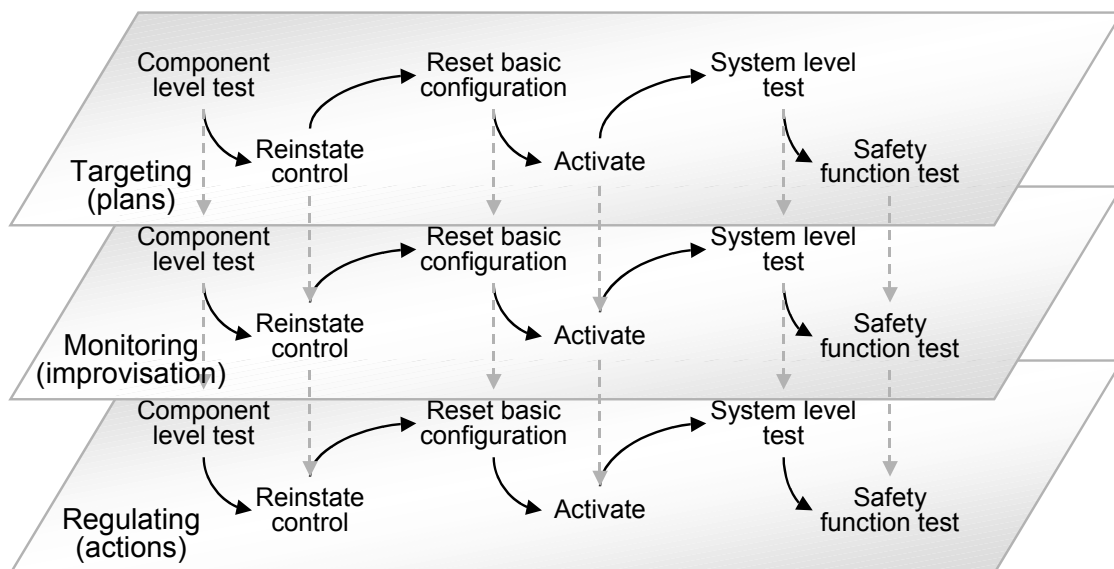 Component
level test
Reset basic
configuration
System level
test
Reinstate
control
Activate
Safety
function test
Targeting
(plans)
Component
level test
Reset basic
configuration
System level
test
Reinstate
control
Activate
Safety
function test
Monitoring
(improvisation)
Component
level test
Reset basic
configuration
System level
test
Reinstate
control
Activate
Safety
function test
Regulating
(actions)